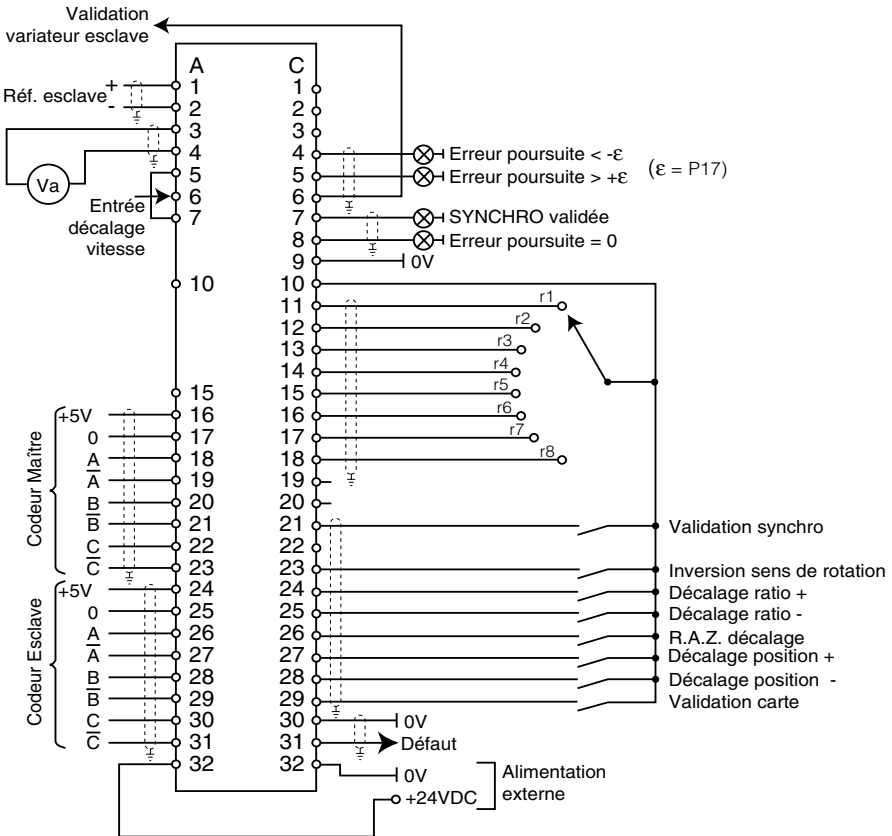 Validation
variateur esclave
A C
1 1
Réf. esclave + -
2 2
3 3
4 4 Erreur poursuite < -ε
Va
5 5 Erreur poursuite > +ε (ε = P17)
6 6
Entrée
décalage
vitesse
7 7 SYNCHRO validée
8 Erreur poursuite = 0
9 0V
10 10
11 r1
12 r2
13 r3
14 r4
15 15 r5
Codeur Maître
+5V 16 16 r6
0 17 17 r7
A 18 18 r8
A̅ 19 19
B 20 20
B̅ 21 21 Validation synchro
C 22 22
C̅ 23 23 Inversion sens de rotation
Codeur Esclave
+5V 24 24 Décalage ratio +
0 25 25 Décalage ratio -
A 26 26 R.A.Z. décalage
A̅ 27 27 Décalage position +
B 28 28 Décalage position -
B̅ 29 29 Validation carte
C 30 30 0V
C̅ 31 31 Défaut
32 32 0V
+24VDC
Alimentation
externe